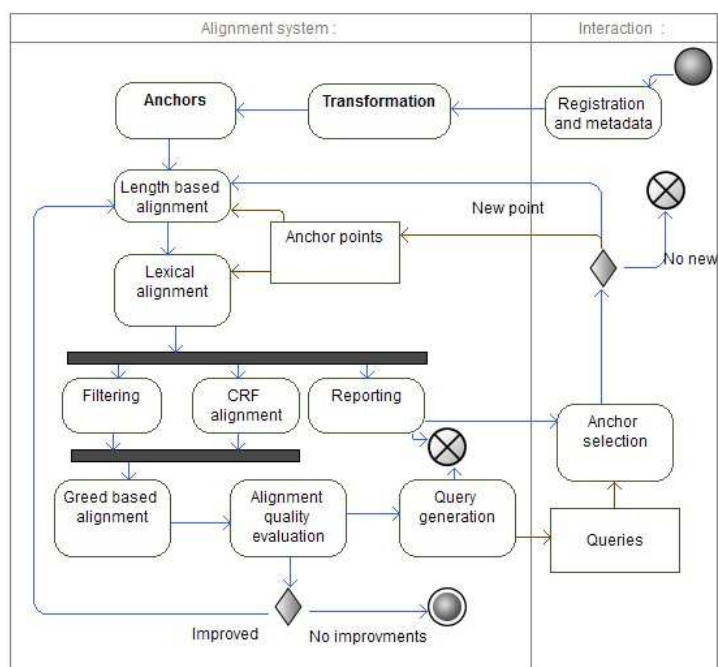 Alignment system :
Interaction :
Anchors
Transformation
Registration
and metadata
Length based
alignment
New point
Anchor points
No new
Lexical
alignment
Filtering
CRF
alignment
Reporting
Anchor
selection
Greed based
alignment
Alignment
quality
evaluation
Query
generation
Queries
Improved
No improvments